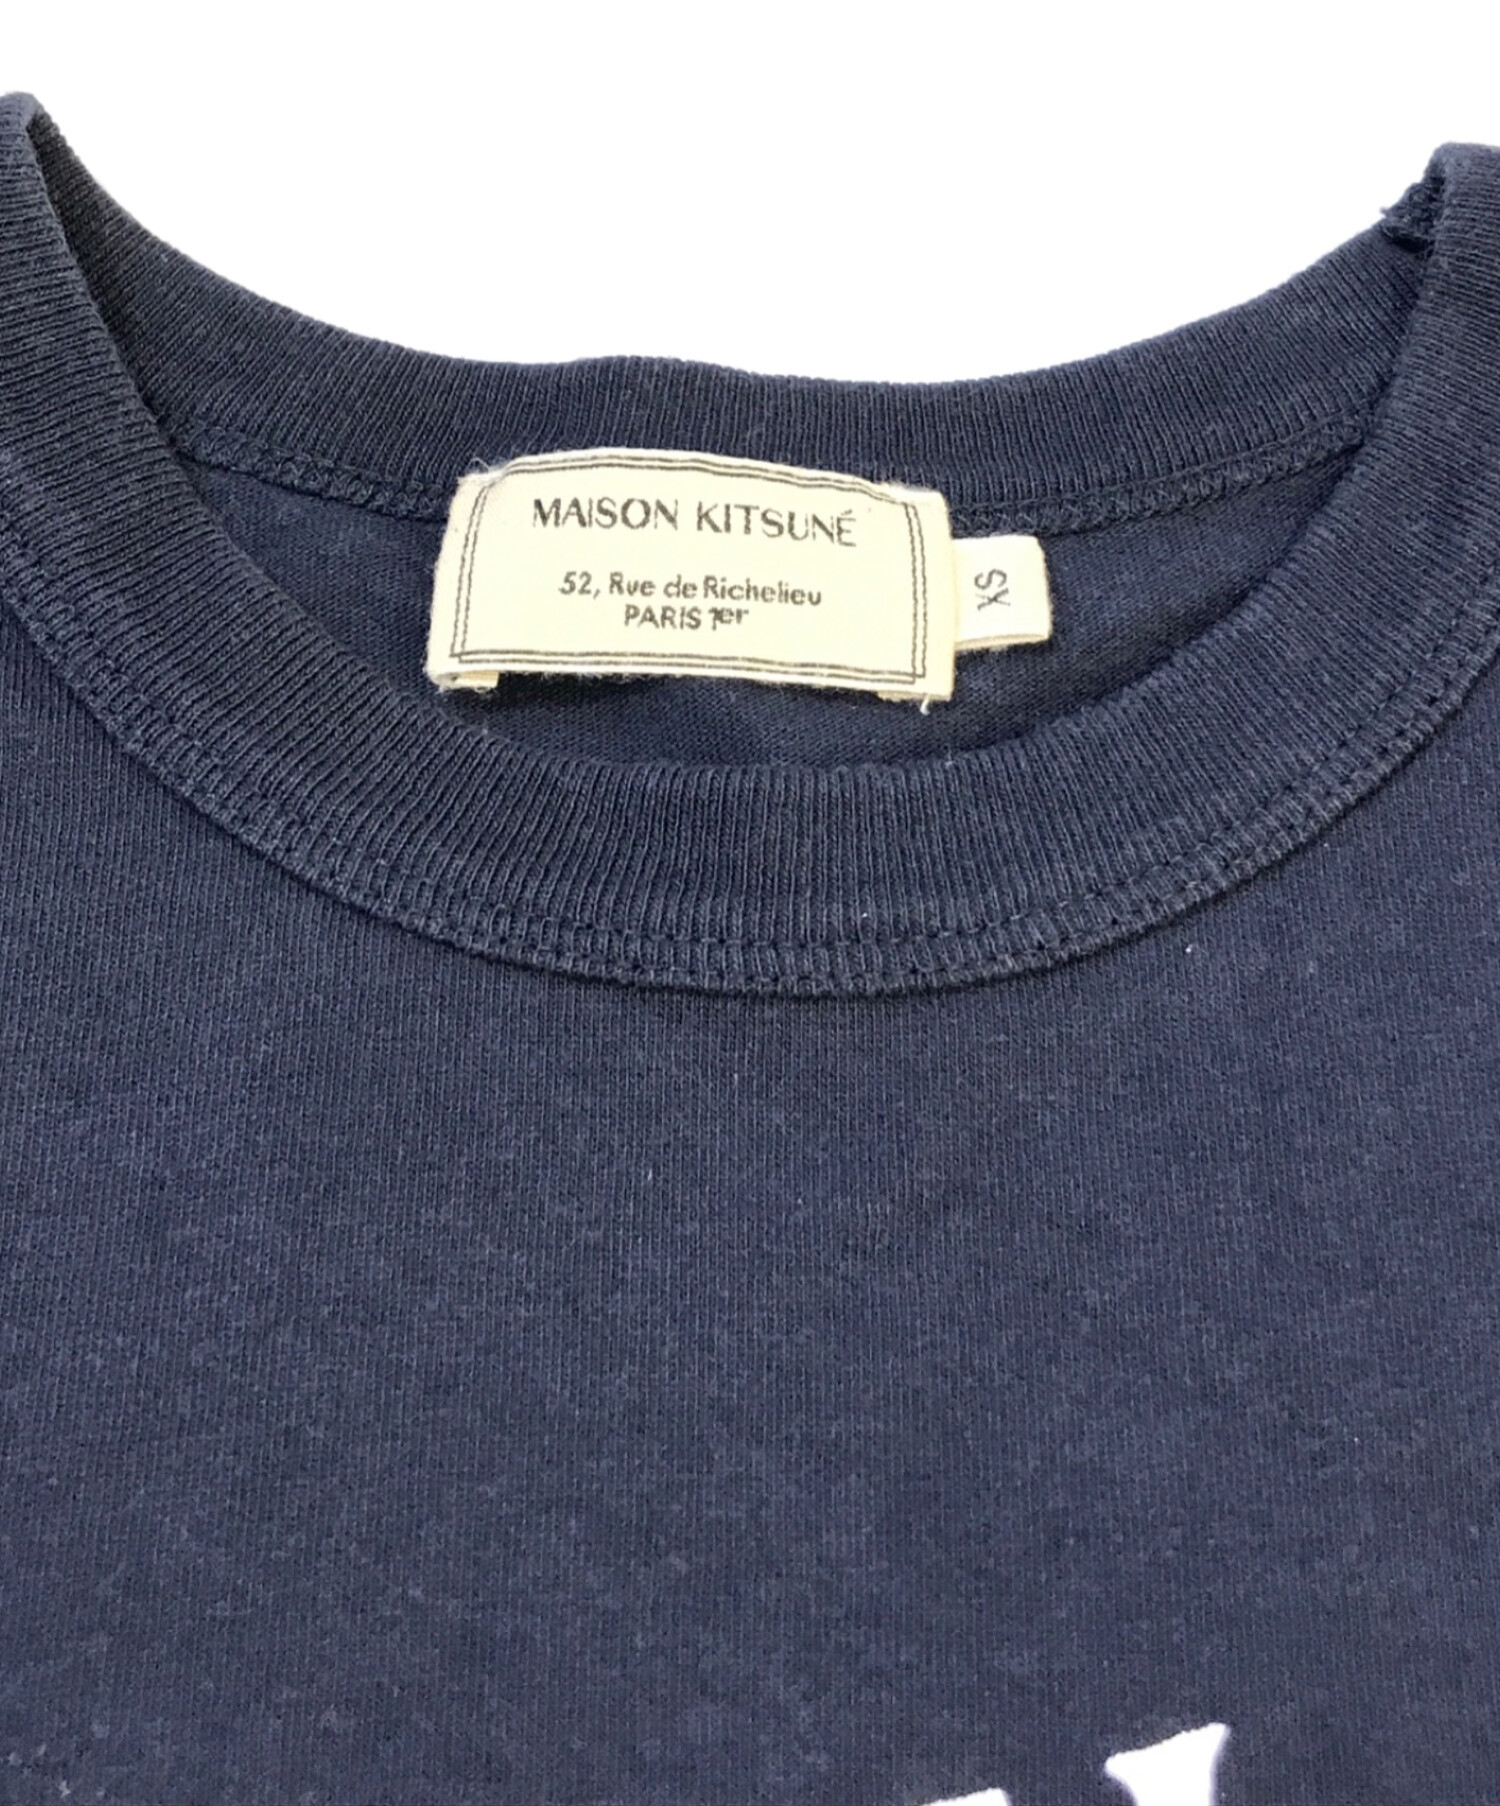 MAISON KITSUNÉ
52, Rue de Richelieu
PARIS 1er
XS